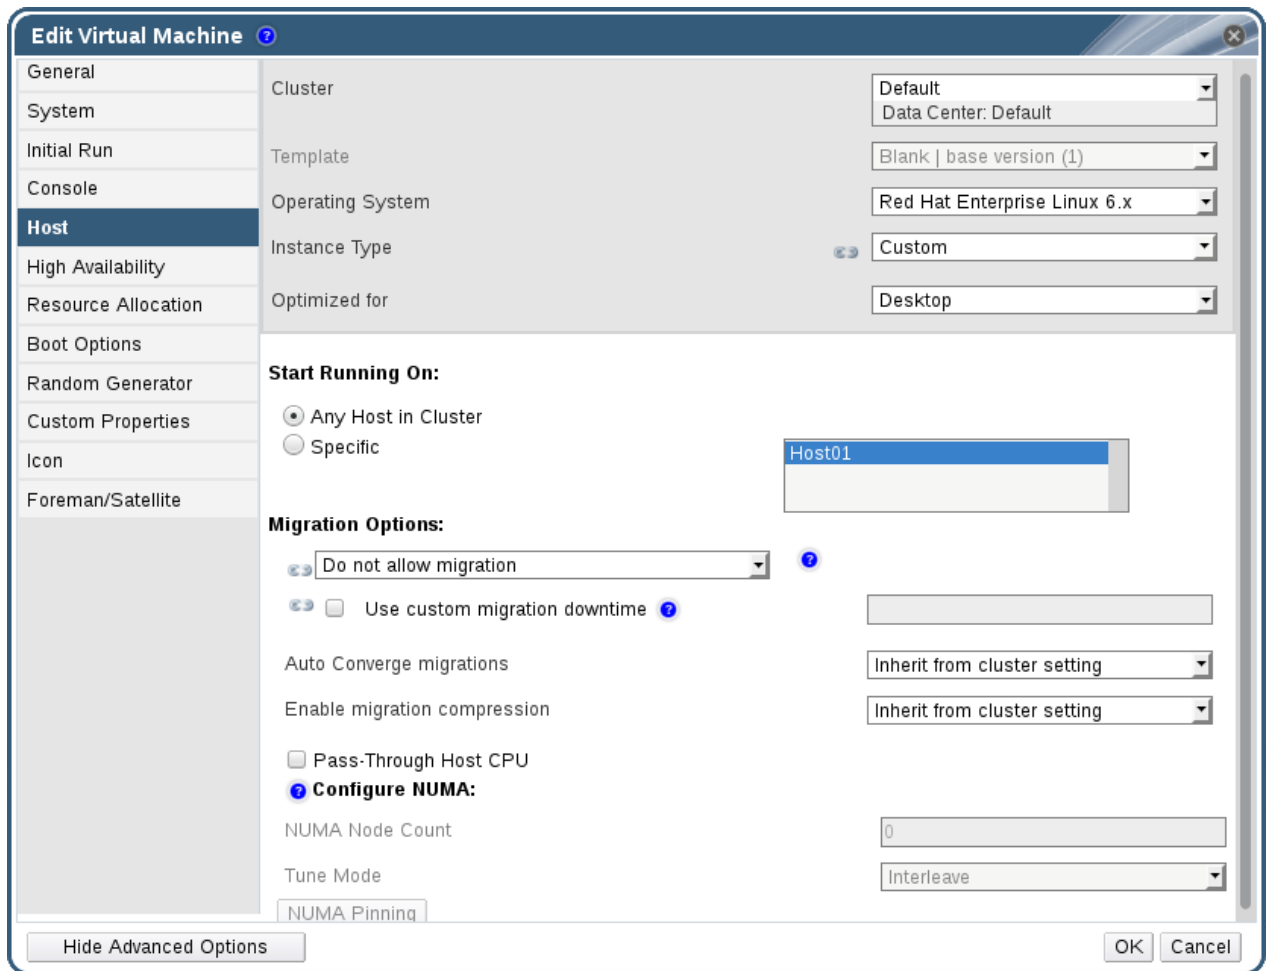 Edit Virtual Machine ?
General
System
Initial Run
Console
Host
High Availability
Resource Allocation
Boot Options
Random Generator
Custom Properties
Icon
Foreman/Satellite
Cluster
Default
Data Center: Default
Template
Blank | base version (1)
Operating System
Red Hat Enterprise Linux 6.x
Instance Type
Custom
Optimized for
Desktop
Start Running On:
Any Host in Cluster
Specific
Host01
Migration Options:
Do not allow migration ?
Use custom migration downtime ?
Auto Converge migrations
Inherit from cluster setting
Enable migration compression
Inherit from cluster setting
Pass-Through Host CPU
? Configure NUMA:
NUMA Node Count
0
Tune Mode
Interleave
NUMA Pinning
Hide Advanced Options
OK
Cancel